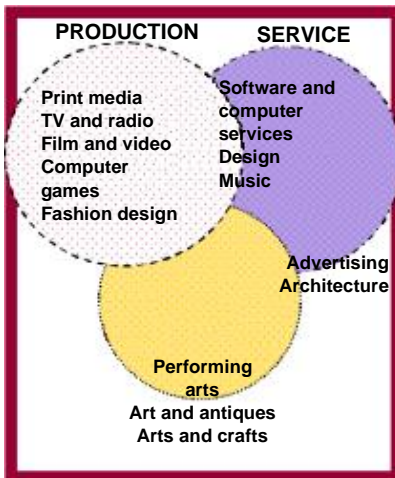 PRODUCTION
SERVICE
Print media
TV and radio
Film and video
Computer
games
Fashion design
Software and
computer
services
Design
Music
Advertising
Architecture
Performing
arts
Art and antiques
Arts and crafts